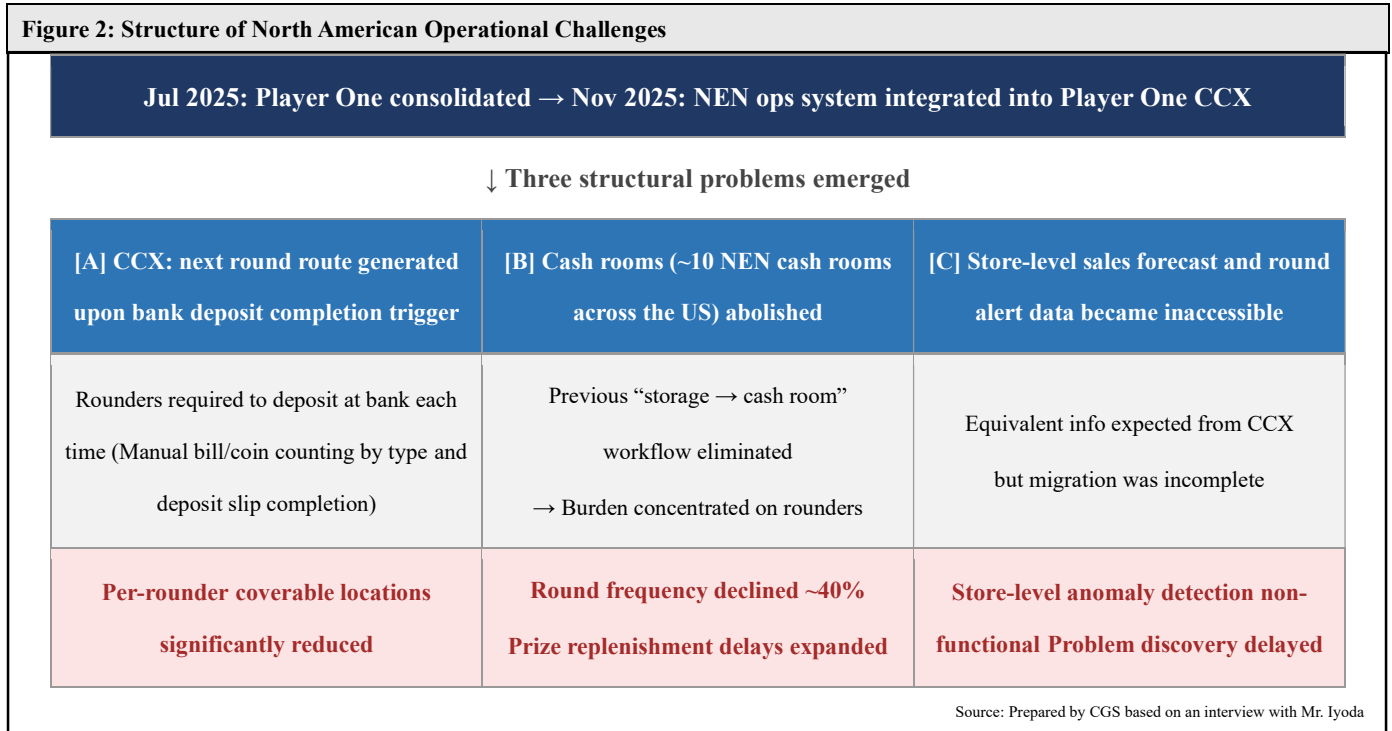 Figure 2: Structure of North American Operational Challenges
Jul 2025: Player One consolidated → Nov 2025: NEN ops system integrated into Player One CCX
↓ Three structural problems emerged
[A] CCX: next round route generated
upon bank deposit completion trigger
[B] Cash rooms (~10 NEN cash rooms
across the US) abolished
[C] Store-level sales forecast and round
alert data became inaccessible
Rounders required to deposit at bank each
time (Manual bill/coin counting by type and
deposit slip completion)
Previous “storage → cash room”
workflow eliminated
→ Burden concentrated on rounders
Equivalent info expected from CCX
but migration was incomplete
Per-rounder coverable locations
significantly reduced
Round frequency declined ~40%
Prize replenishment delays expanded
Store-level anomaly detection non-
functional Problem discovery delayed
Source: Prepared by CGS based on an interview with Mr. Iyoda